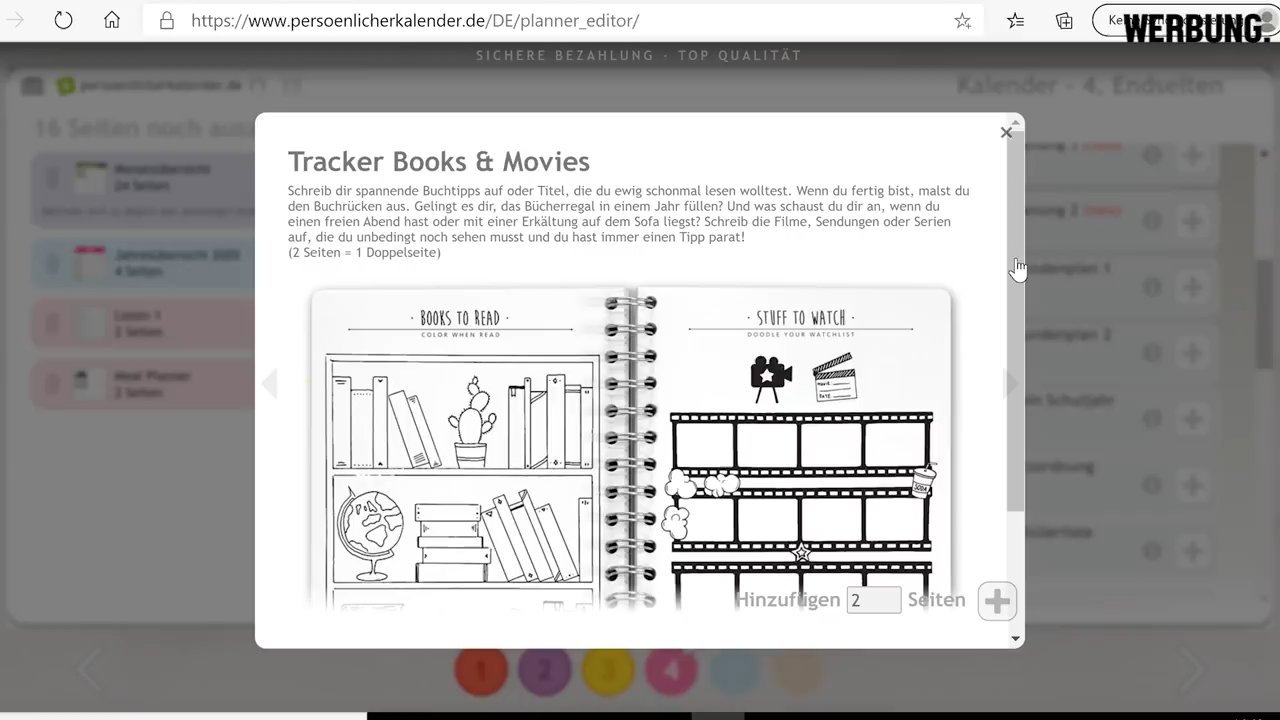 https://www.persoenlicherkalender.de/DE/planner_editor/
WERBUNG.
SICHERE BEZAHLUNG · TOP QUALITÄT
persoenlicherkalender.de
Kalender - 4. Endseiten
16 Seiten noch
Monatsübersicht
24 Seiten
Jahresübersicht 2020
4 Seiten
2 Seiten
Planner
Tracker Books & Movies
Schreib dir spannende Buchtipps auf oder Titel, die du ewig schonmal lesen wolltest. Wenn du fertig bist, malst du
den Buchrücken aus. Gelingt es dir, das Bücherregal in einem Jahr füllen? Und was schaust du dir an, wenn du
einen freien Abend hast oder mit einer Erkältung auf dem Sofa liegst? Schreib die Filme, Sendungen oder Serien
auf, die du unbedingt noch sehen musst und du hast immer einen Tipp parat!
(2 Seiten = 1 Doppelseite)
· BOOKS TO READ ·
COLOR WHEN READ
· STUFF TO WATCH ·
DOODLE YOUR WATCHLIST
MOVIE
DATE
SODA
Hinzufügen 2 Seiten
1 2 3 4